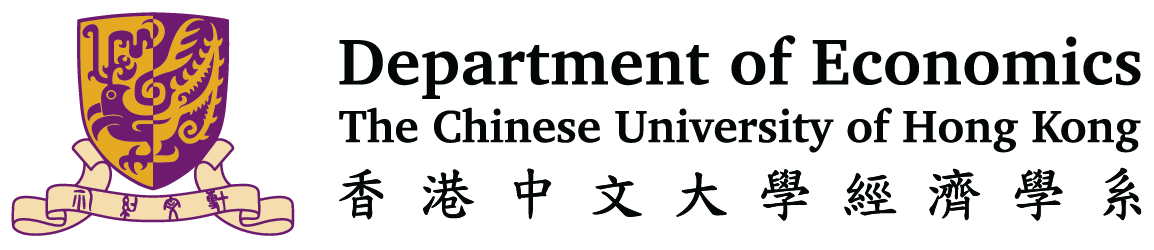 Department of Economics
The Chinese University of Hong Kong
香港中文大學經濟學系